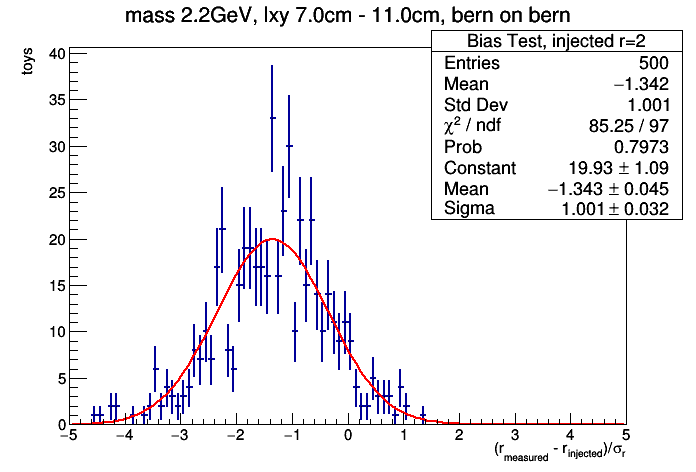 mass 2.2GeV, lxy 7.0cm - 11.0cm, bern on bern
Bias Test, injected r=2
Entries 500
Mean −1.342
Std Dev 1.001
χ² / ndf 85.25 / 97
Prob 0.7973
Constant 19.93 ± 1.09
Mean −1.343 ± 0.045
Sigma 1.001 ± 0.032
toys
40
35
30
25
20
15
10
5
0
−5 −4 −3 −2 −1 0 1 2 3 4 5
(r_measured - r_injected)/σ_r